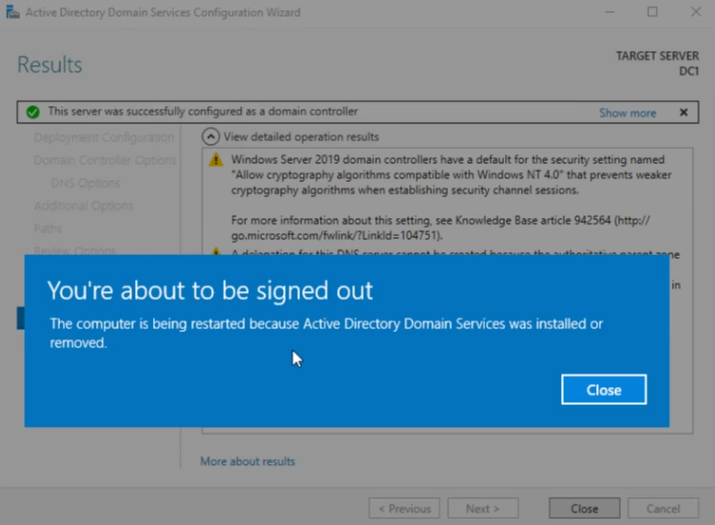 Active Directory Domain Services Configuration Wizard
Results
TARGET SERVER
DC1
This server was successfully configured as a domain controller
Show more
Deployment Configuration
Domain Controller Options
DNS Options
Additional Options
Paths
Review Options
View detailed operation results
Windows Server 2019 domain controllers have a default for the security setting named
"Allow cryptography algorithms compatible with Windows NT 4.0" that prevents weaker
cryptography algorithms when establishing security channel sessions.
For more information about this setting, see Knowledge Base article 942564 (http://
go.microsoft.com/fwlink/?LinkId=104751).
A delegation for this DNS server cannot be created because the authoritative parent zone
in
You're about to be signed out
The computer is being restarted because Active Directory Domain Services was installed or
removed.
Close
More about results
< Previous
Next >
Close
Cancel